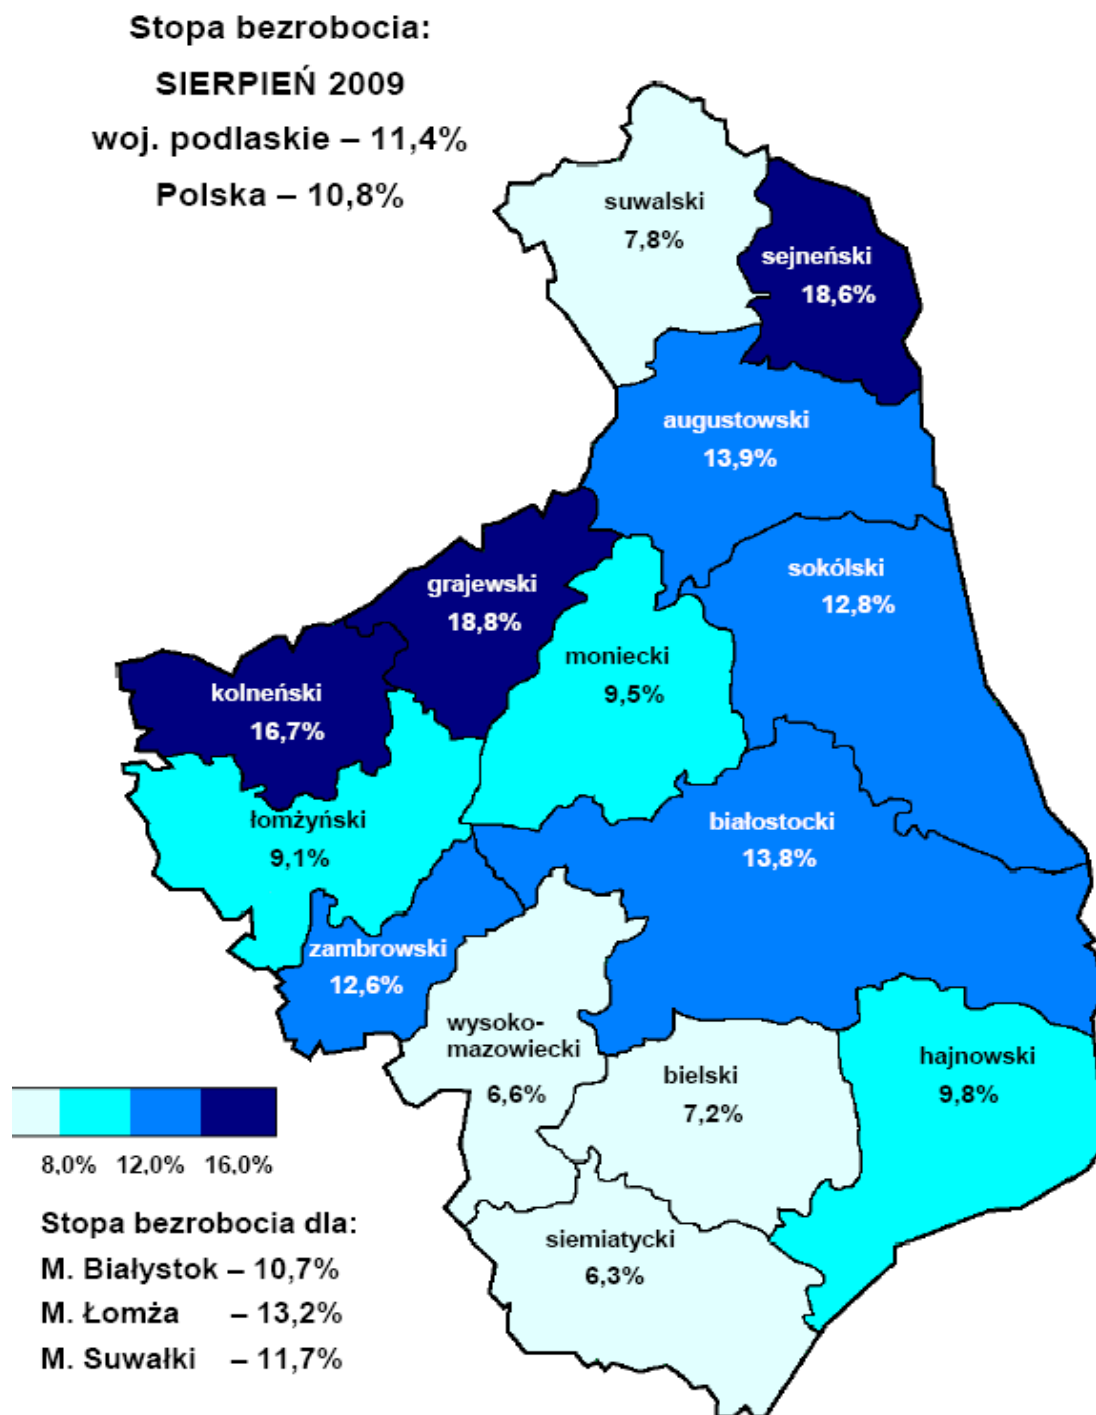 Stopa bezrobocia:
SIERPIEŃ 2009
woj. podlaskie – 11,4%
Polska – 10,8%
suwalski
7,8%
sejneński
18,6%
augustowski
13,9%
sokólski
12,8%
grajewski
18,8%
moniecki
9,5%
kolneński
16,7%
łomżyński
9,1%
białostocki
13,8%
zambrowski
12,6%
wysoko-
mazowiecki
6,6%
bielski
7,2%
hajnowski
9,8%
siemiatycki
6,3%
8,0% 12,0% 16,0%
Stopa bezrobocia dla:
M. Białystok – 10,7%
M. Łomża – 13,2%
M. Suwałki – 11,7%